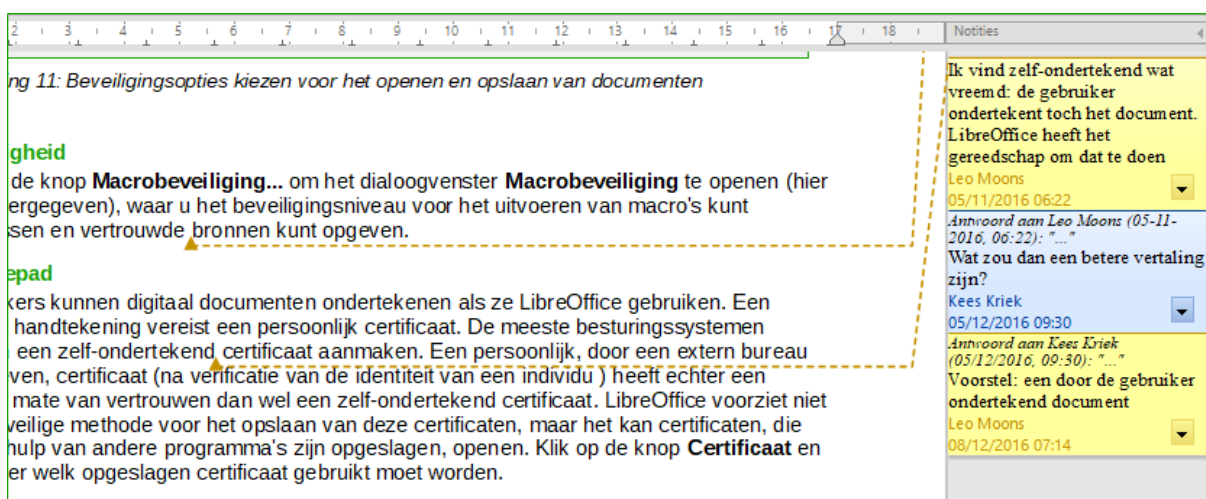 2 3 4 5 6 7 8 9 10 11 12 13 14 15 16 17 18 Notities
ng 11: Beveiligingsopties kiezen voor het openen en opslaan van documenten
gheid
de knop Macrobeveiliging... om het dialoogvenster Macrobeveiliging te openen (hier
ergegeven), waar u het beveiligingsniveau voor het uitvoeren van macro's kunt
ssen en vertrouwde bronnen kunt opgeven.
epad
kers kunnen digitaal documenten ondertekenen als ze LibreOffice gebruiken. Een
handtekening vereist een persoonlijk certificaat. De meeste besturingssystemen
een zelf-ondertekend certificaat aanmaken. Een persoonlijk, door een extern bureau
ven, certificaat (na verificatie van de identiteit van een individu ) heeft echter een
mate van vertrouwen dan wel een zelf-ondertekend certificaat. LibreOffice voorziet niet
veilige methode voor het opslaan van deze certificaten, maar het kan certificaten, die
hulp van andere programma's zijn opgeslagen, openen. Klik op de knop Certificaat en
er welk opgeslagen certificaat gebruikt moet worden.
Ik vind zelf-ondertekend wat
vreemd: de gebruiker
ondertekent toch het document.
LibreOffice heeft het
gereedschap om dat te doen
Leo Moons
05/11/2016 06:22
Antwoord aan Leo Moons (05-11-
2016, 06:22): "..."
Wat zou dan een betere vertaling
zijn?
Kees Kriek
05/12/2016 09:30
Antwoord aan Kees Kriek
(05/12/2016, 09:30): "..."
Voorstel: een door de gebruiker
ondertekend document
Leo Moons
08/12/2016 07:14